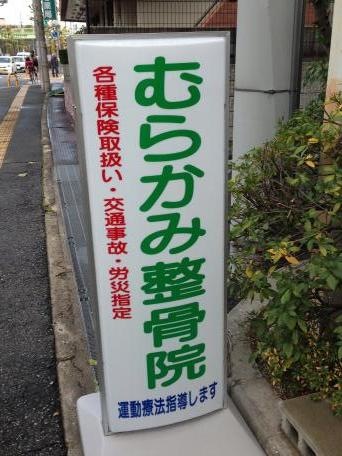 むらかみ整骨院
各種保険取扱い・交通事故・労災指定
運動療法指導します